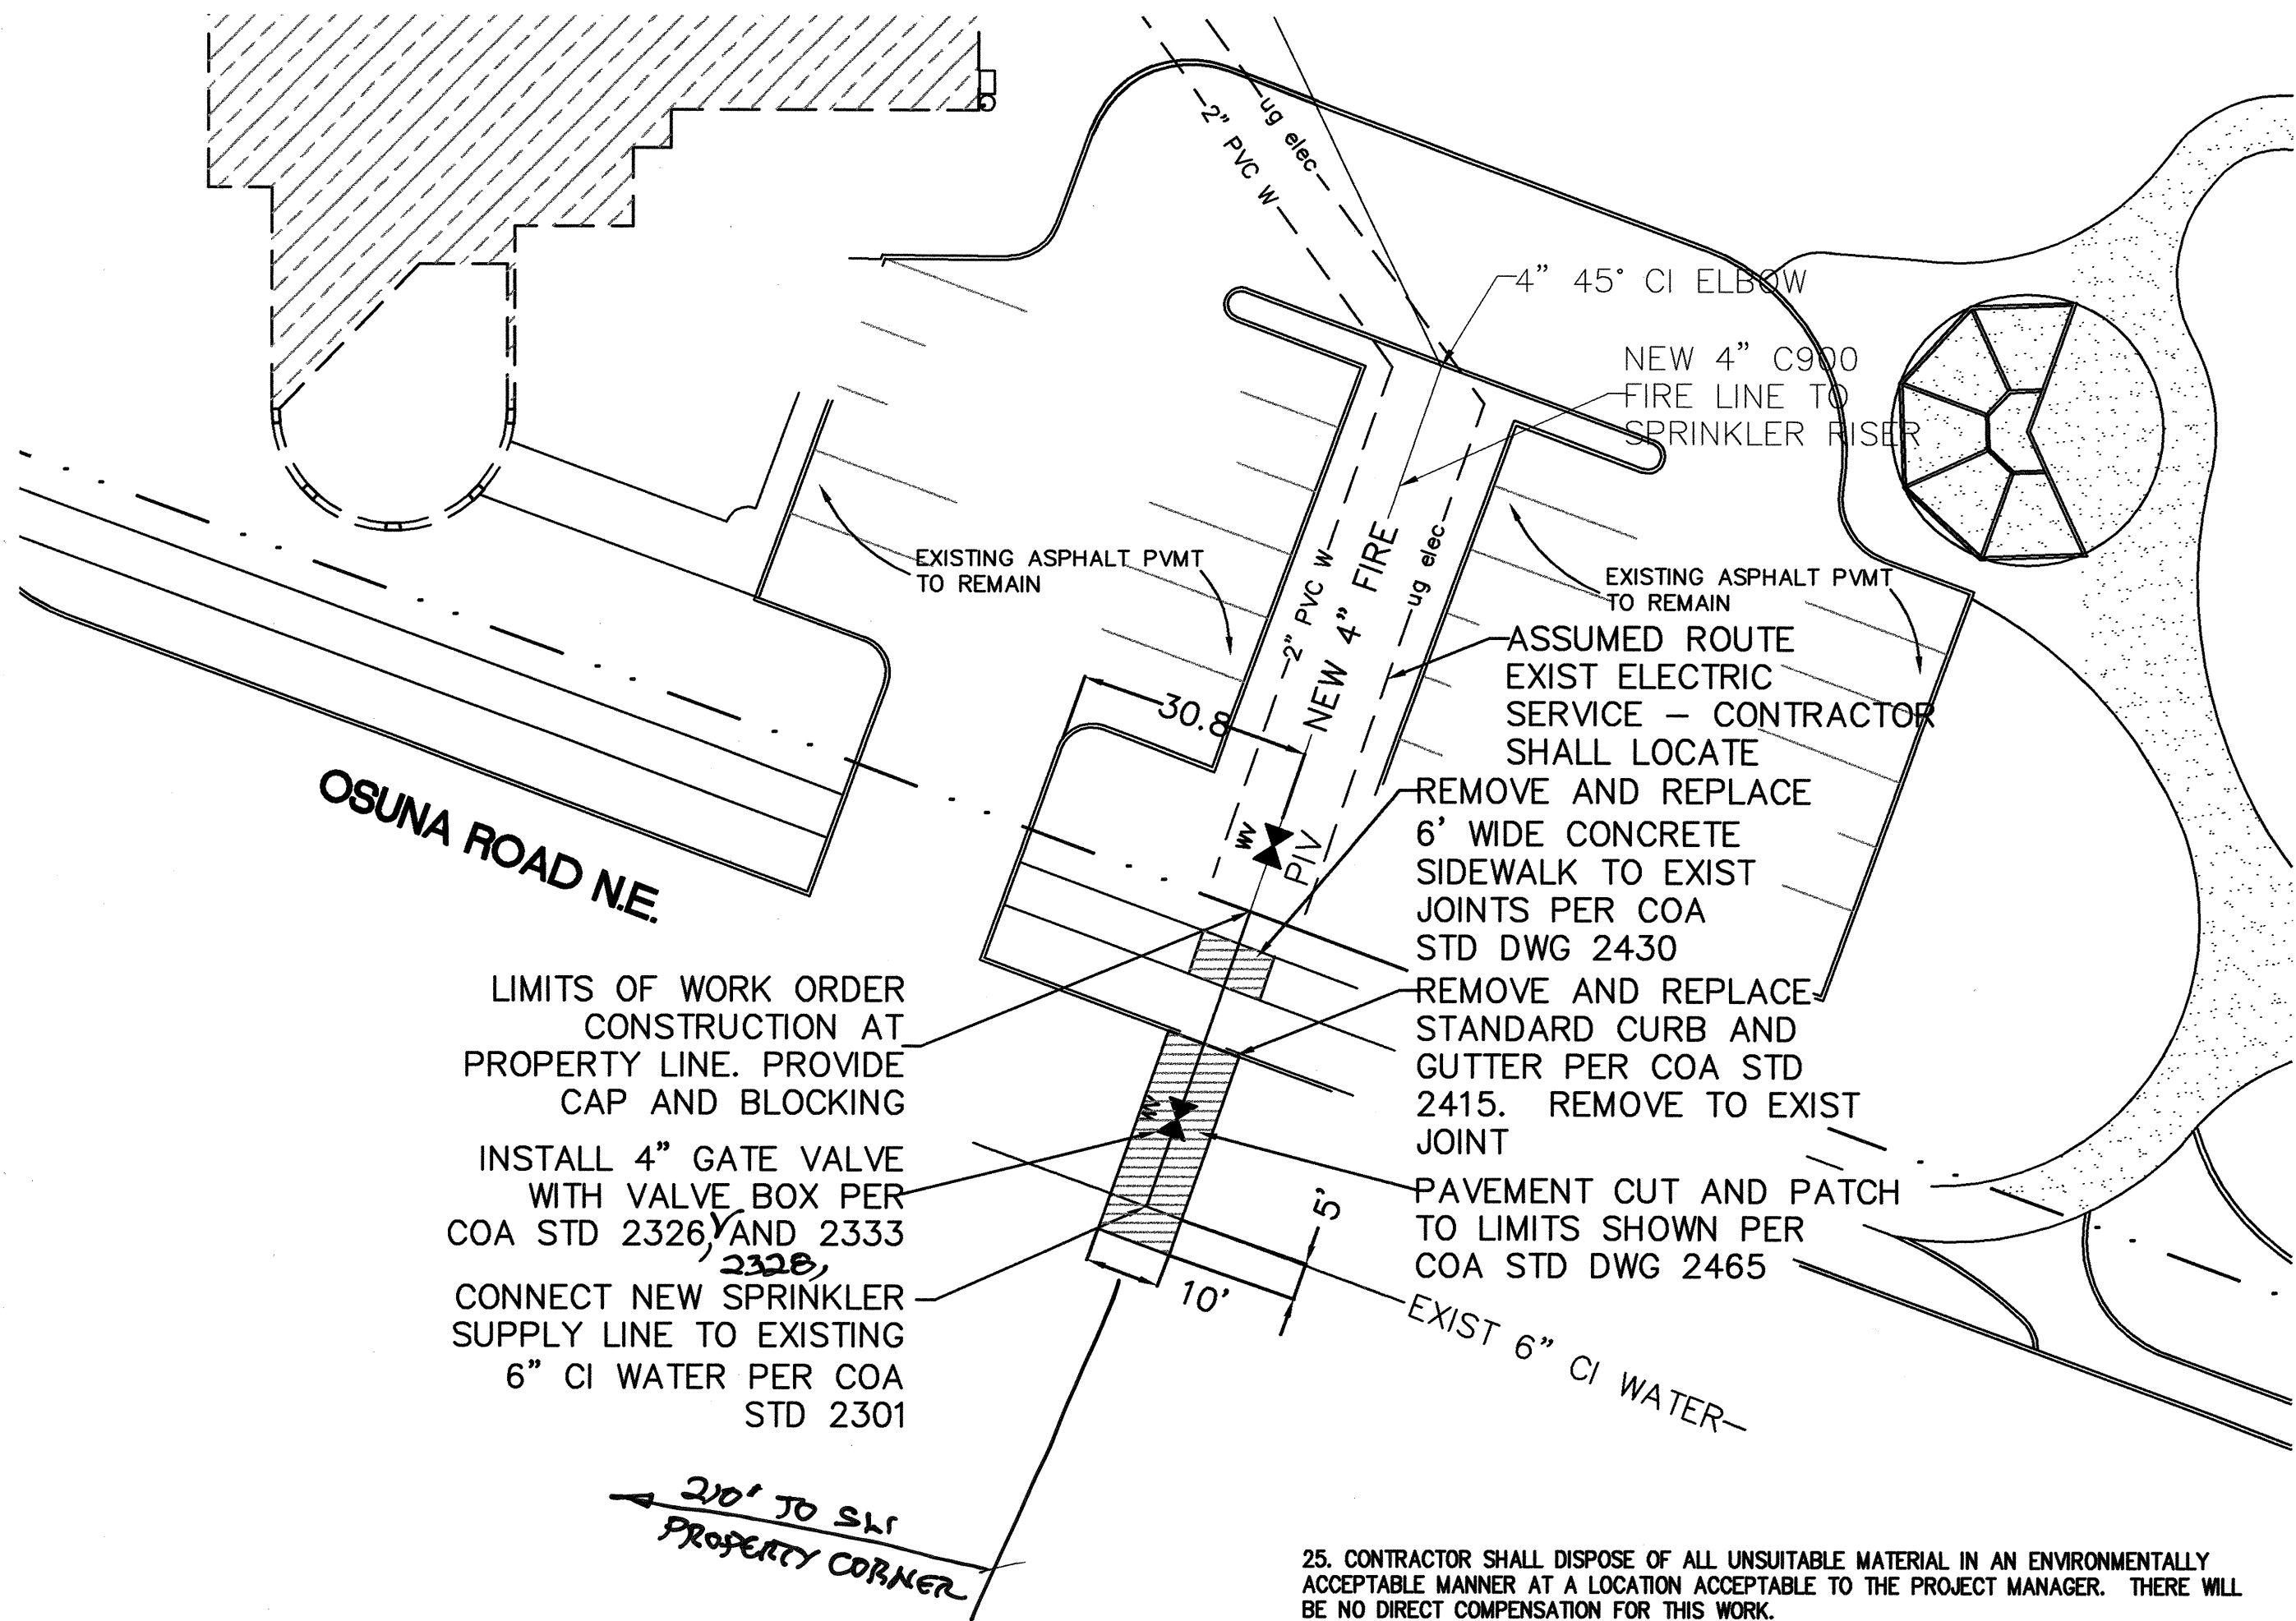 2" PVC W
ug elec
4" 45° CI ELBOW
NEW 4" C900
FIRE LINE TO
SPRINKLER RISER
EXISTING ASPHALT PVMT
TO REMAIN
2" PVC W
NEW 4" FIRE
ug elec
EXISTING ASPHALT PVMT
TO REMAIN
ASSUMED ROUTE
EXIST ELECTRIC
SERVICE – CONTRACTOR
SHALL LOCATE
30.8
OSUNA ROAD N.E.
WV
PIV
REMOVE AND REPLACE
6' WIDE CONCRETE
SIDEWALK TO EXIST
JOINTS PER COA
STD DWG 2430
LIMITS OF WORK ORDER
CONSTRUCTION AT
PROPERTY LINE. PROVIDE
CAP AND BLOCKING
REMOVE AND REPLACE
STANDARD CURB AND
GUTTER PER COA STD
2415. REMOVE TO EXIST
JOINT
WV
INSTALL 4" GATE VALVE
WITH VALVE BOX PER
COA STD 2326, AND 2333
2328,
PAVEMENT CUT AND PATCH
TO LIMITS SHOWN PER
COA STD DWG 2465
5'
10'
CONNECT NEW SPRINKLER
SUPPLY LINE TO EXISTING
6" CI WATER PER COA
STD 2301
EXIST 6" CI WATER
TO
PROPERTY CORNER
25. CONTRACTOR SHALL DISPOSE OF ALL UNSUITABLE MATERIAL IN AN ENVIRONMENTALLY
ACCEPTABLE MANNER AT A LOCATION ACCEPTABLE TO THE PROJECT MANAGER. THERE WILL
BE NO DIRECT COMPENSATION FOR THIS WORK.